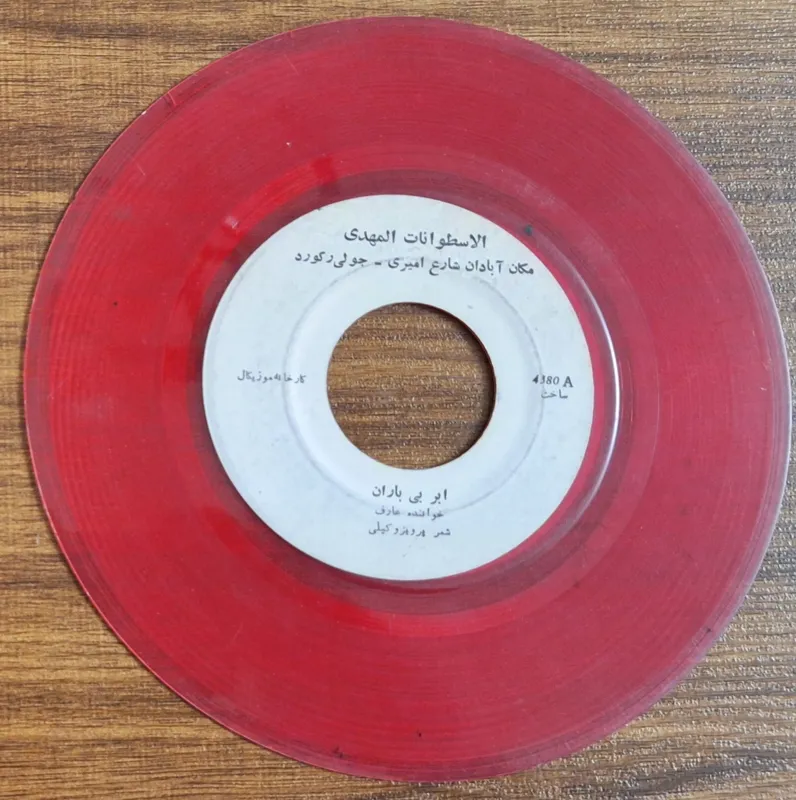 الاسطوانات المهدی
مکان آبادان شارع امیری - جولی‌رکورد
4380 A
ساخت
کارخانه موزیکال
ابر بی باران
خواننده عارف
شعر پرویز وکیلی